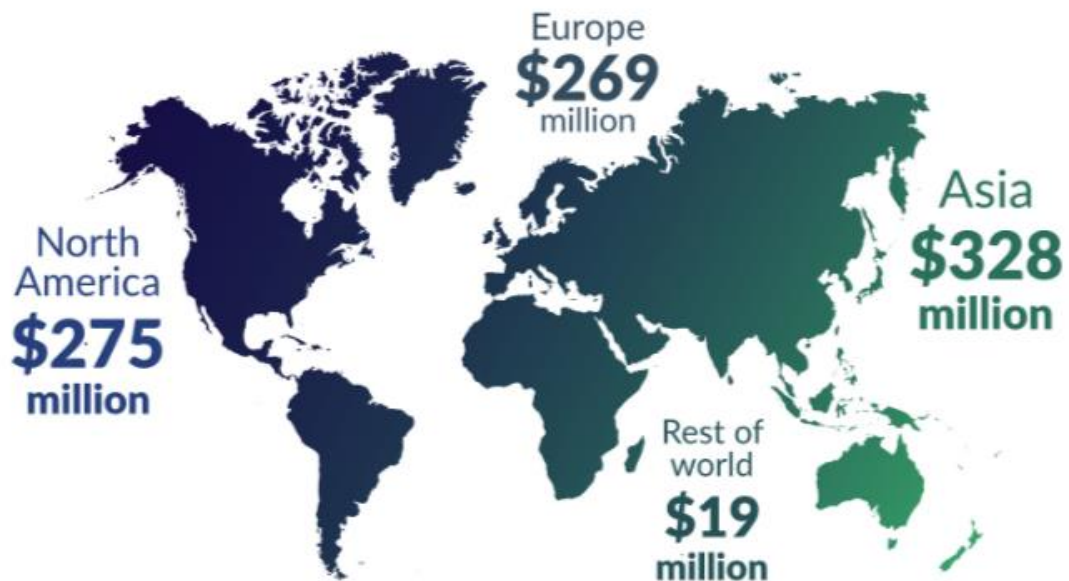 Europe
$269
million
North
America
$275
million
Asia
$328
million
Rest of
world
$19
million